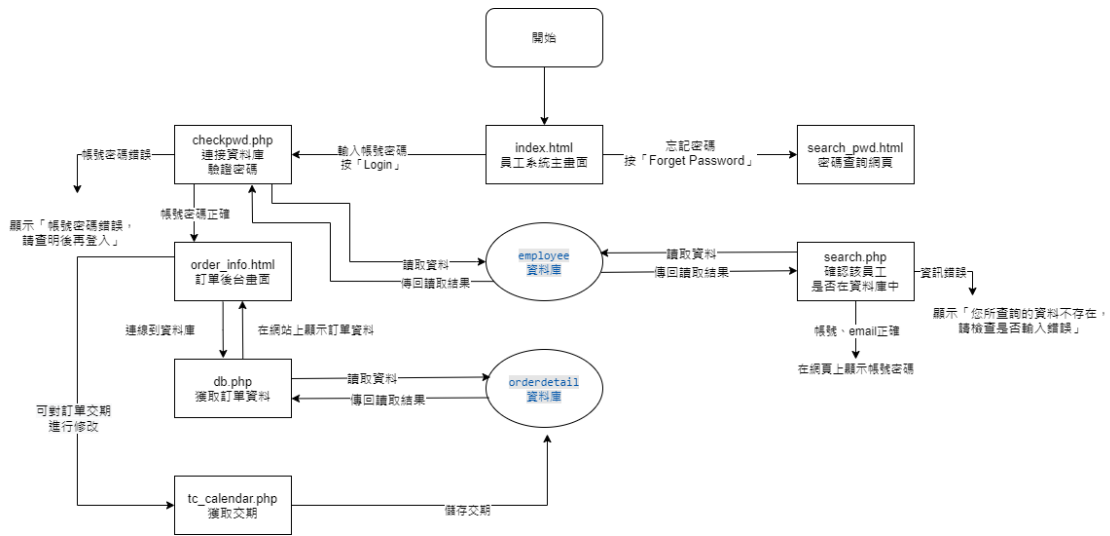 開始
checkpwd.php
連接資料庫
驗證密碼
帳號密碼錯誤
輸入帳號密碼
按「Login」
index.html
員工系統主畫面
忘記密碼
按「Forget Password」
search_pwd.html
密碼查詢網頁
顯示「帳號密碼錯誤，
請查明後再登入」
帳號密碼正確
order_info.html
訂單後台畫面
讀取資料
傳回讀取結果
employee
資料庫
讀取資料
傳回讀取結果
search.php
確認該員工
是否在資料庫中
資訊錯誤
顯示「您所查詢的資料不存在，
請檢查是否輸入錯誤」
連線到資料庫
在網站上顯示訂單資料
帳號、email正確
在網頁上顯示帳號密碼
db.php
獲取訂單資料
讀取資料
傳回讀取結果
orderdetail
資料庫
可對訂單交期
進行修改
tc_calendar.php
獲取交期
儲存交期